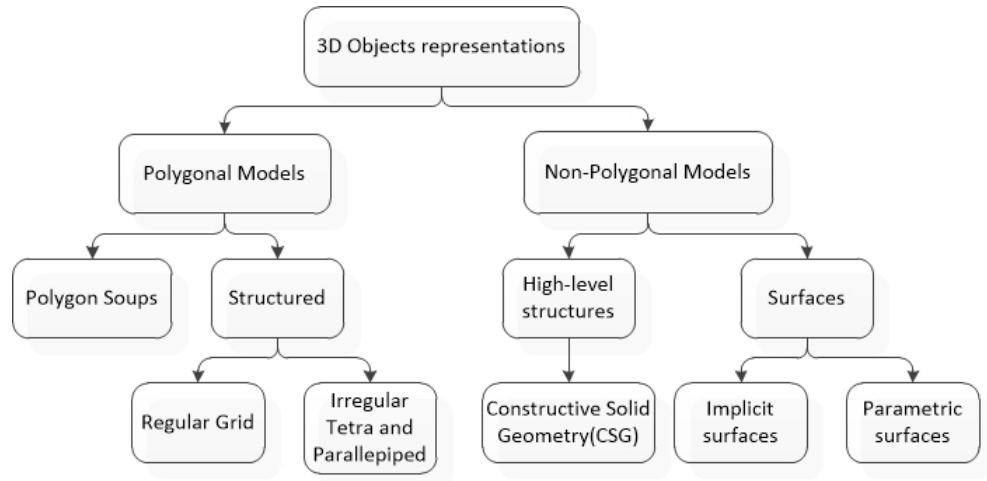 3D Objects representations
Polygonal Models
Non-Polygonal Models
Polygon Soups
Structured
High-level
structures
Surfaces
Regular Grid
Irregular
Tetra and
Parallepiped
Constructive Solid
Geometry(CSG)
Implicit
surfaces
Parametric
surfaces